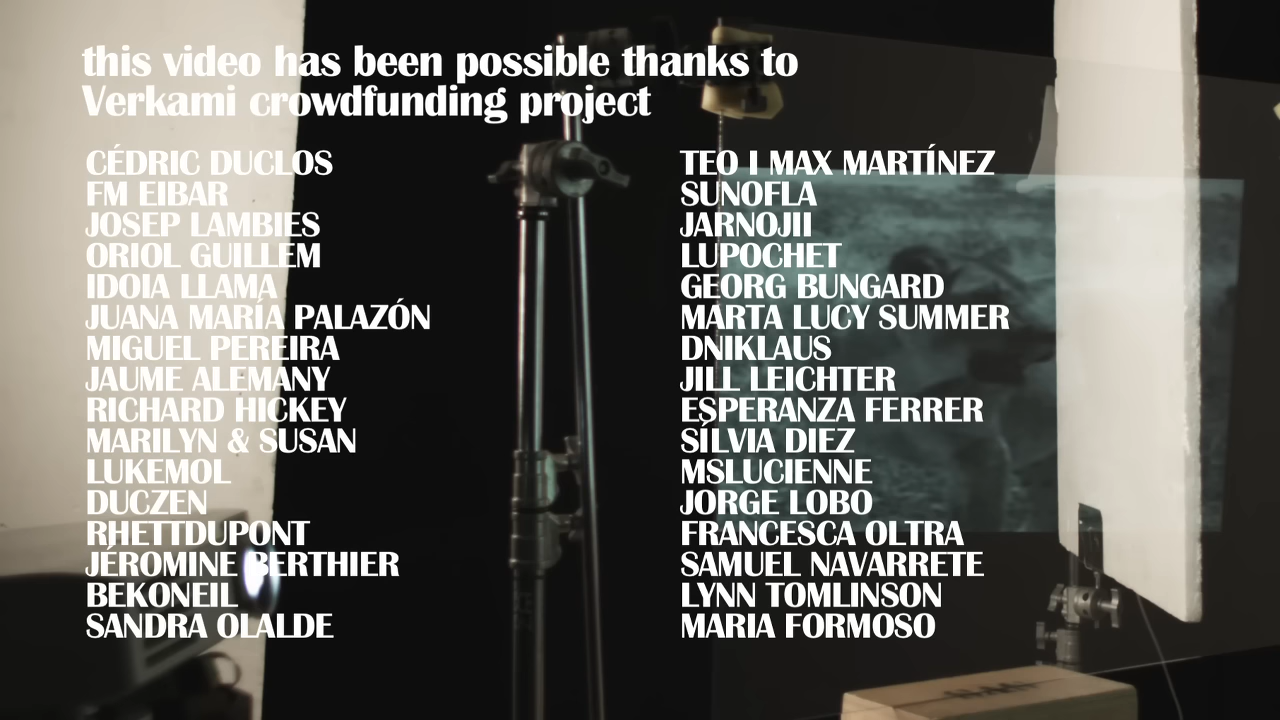 this video has been possible thanks to
Verkami crowdfunding project
CÉDRIC DUCLOS
FM EIBAR
JOSEP LAMBIES
ORIOL GUILLEM
IDOIA LLAMA
JUANA MARÍA PALAZÓN
MIGUEL PEREIRA
JAUME ALEMANY
RICHARD HICKEY
MARILYN & SUSAN
LUKEMOL
DUCZEN
RHETTDUPONT
JÉROMINE BERTHIER
BEKONEIL
SANDRA OLALDE
TEO I MAX MARTÍNEZ
SUNOFLA
JARNOJII
LUPOCHET
GEORG BUNGARD
MARTA LUCY SUMMER
DNIKLAUS
JILL LEICHTER
ESPERANZA FERRER
SÍLVIA DIEZ
MSLUCIENNE
JORGE LOBO
FRANCESCA OLTRA
SAMUEL NAVARRETE
LYNN TOMLINSON
MARIA FORMOSO